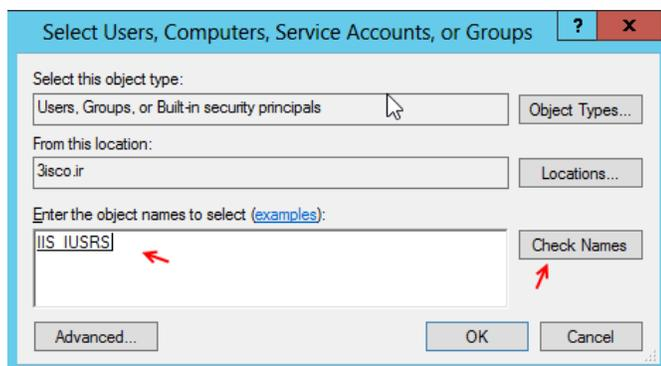 Select Users, Computers, Service Accounts, or Groups
? x
Select this object type:
Users, Groups, or Built-in security principals
Object Types...
From this location:
3isco.ir
Locations...
Enter the object names to select (examples):
IIS_IUSRS
Check Names
Advanced...
OK
Cancel